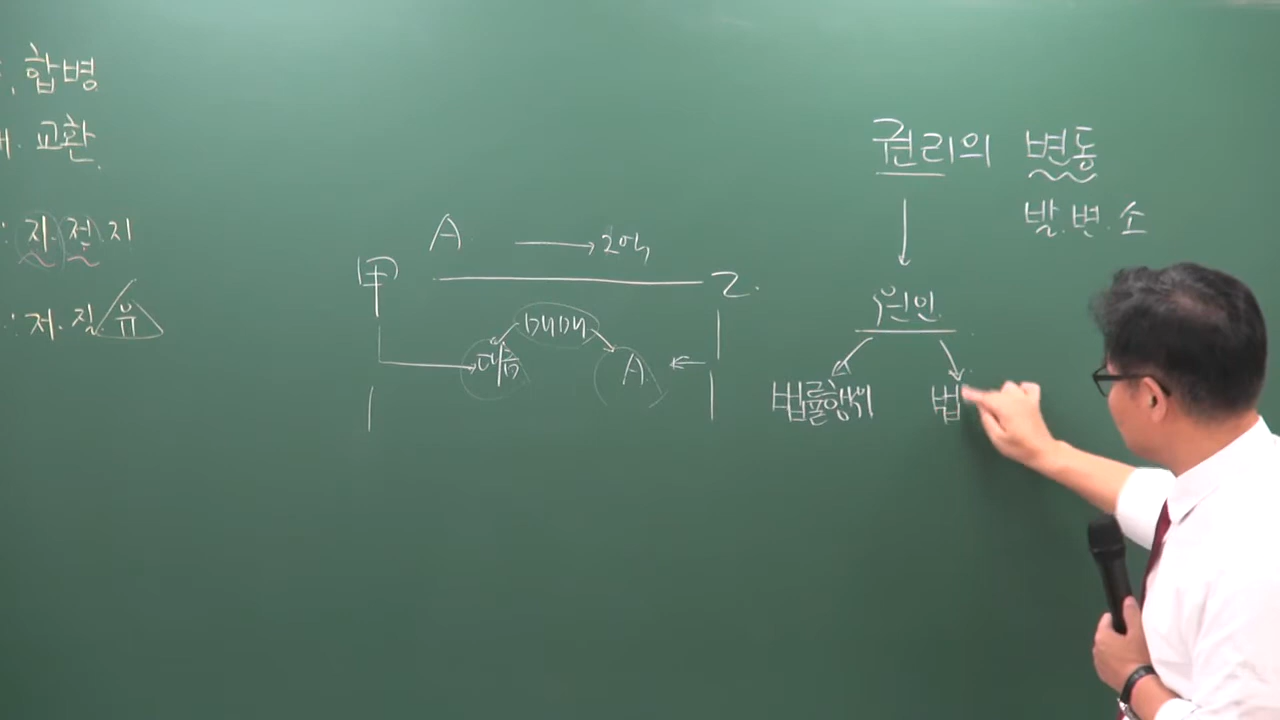 합병
교환
지.전.지
저.질.유
A → 2억
甲 乙.
매매
대금 A
권리의 변동
발.변.소
원인
법률행위 법